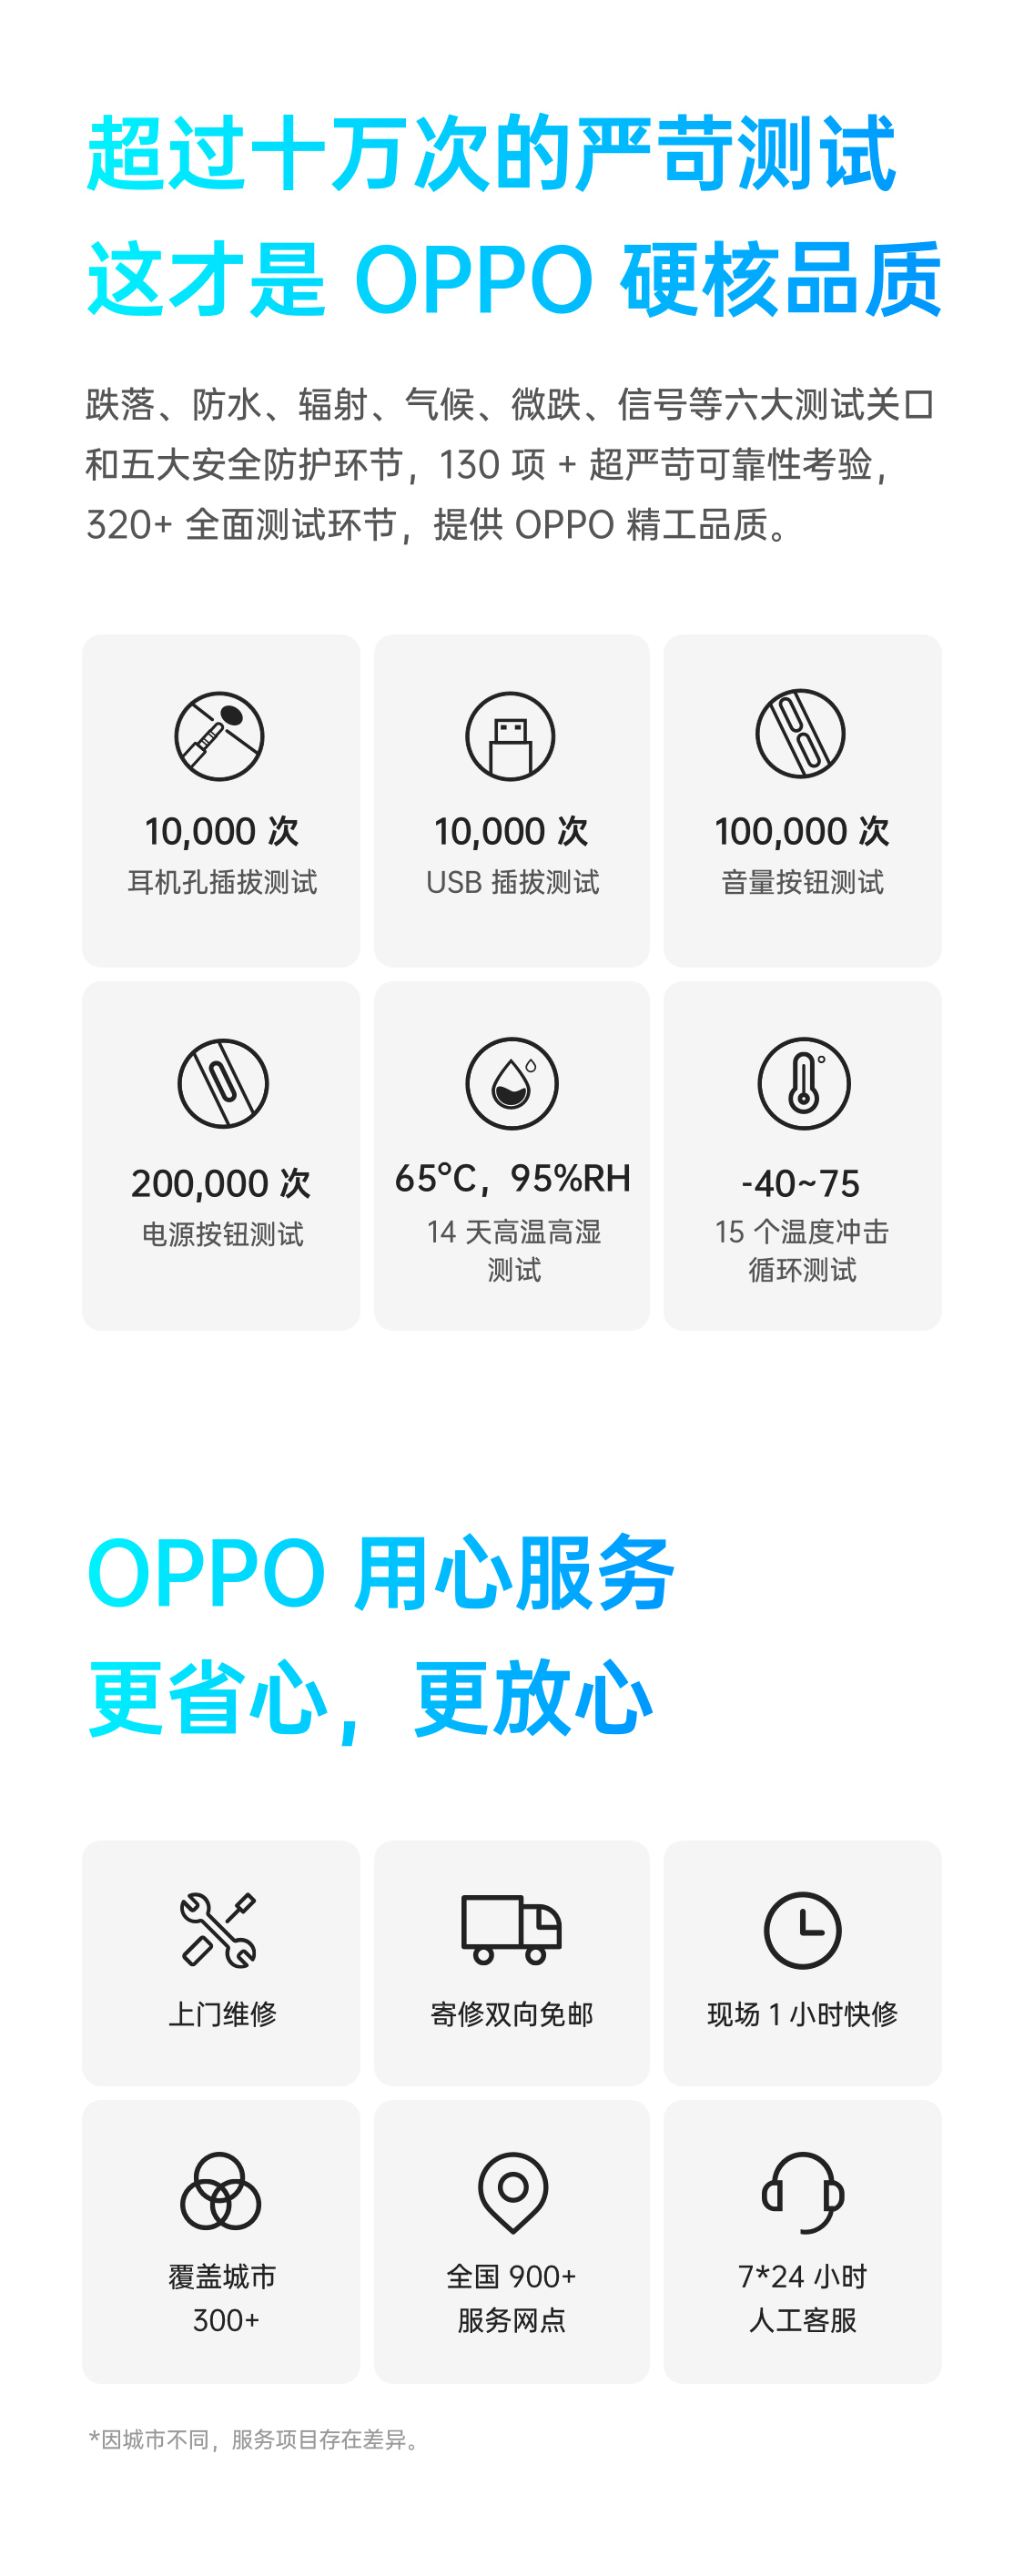 超过十万次的严苛测试
这才是 OPPO 硬核品质
跌落、防水、辐射、气候、微跌、信号等六大测试关口
和五大安全防护环节，130 项 + 超严苛可靠性考验，
320+ 全面测试环节，提供 OPPO 精工品质。
10,000 次
耳机孔插拔测试
10,000 次
USB 插拔测试
100,000 次
音量按钮测试
200,000 次
电源按钮测试
65°C，95%RH
14 天高温高湿
测试
-40~75
15 个温度冲击
循环测试
OPPO 用心服务
更省心，更放心
上门维修
寄修双向免邮
现场 1 小时快修
覆盖城市
300+
全国 900+
服务网点
7*24 小时
人工客服
*因城市不同，服务项目存在差异。